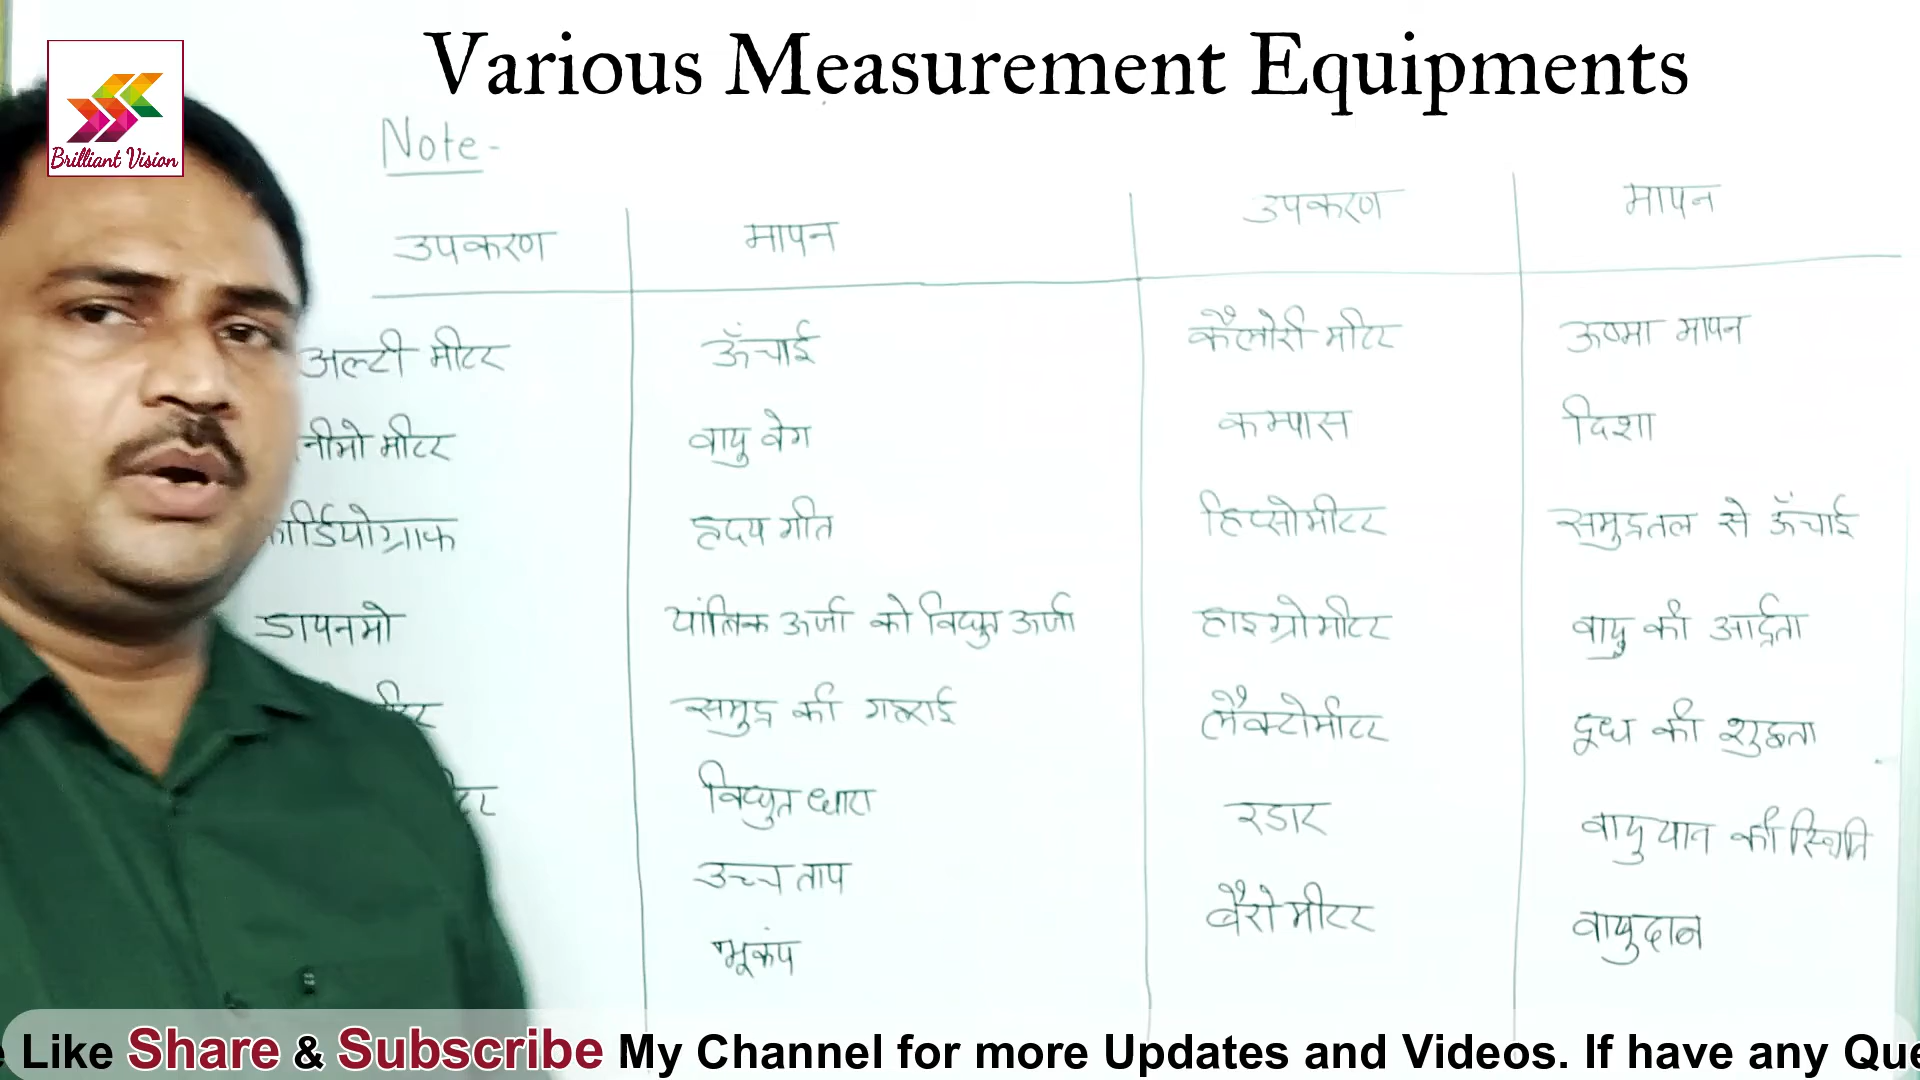 Various Measurement Equipments
Brilliant Vision
Note-
उपकरण मापन उपकरण मापन
अल्टी मीटर ऊँचाई कैलोरी मीटर ऊष्मा मापन
नीमो मीटर वायु वेग कम्पास दिशा
कार्डियोग्राफ हृदय गति हिप्सोमीटर समुद्रतल से ऊँचाई
डायनमो यांत्रिक ऊर्जा को विद्युत ऊर्जा हाइग्रोमीटर वायु की आर्द्रता
समुद्र की गहराई लैक्टोमीटर दूध की शुद्धता
विद्युत धारा रडार वायुयान की स्थिति
उच्च ताप बैरोमीटर वायुदाब
भूकंप
Like Share & Subscribe My Channel for more Updates and Videos. If have any Que